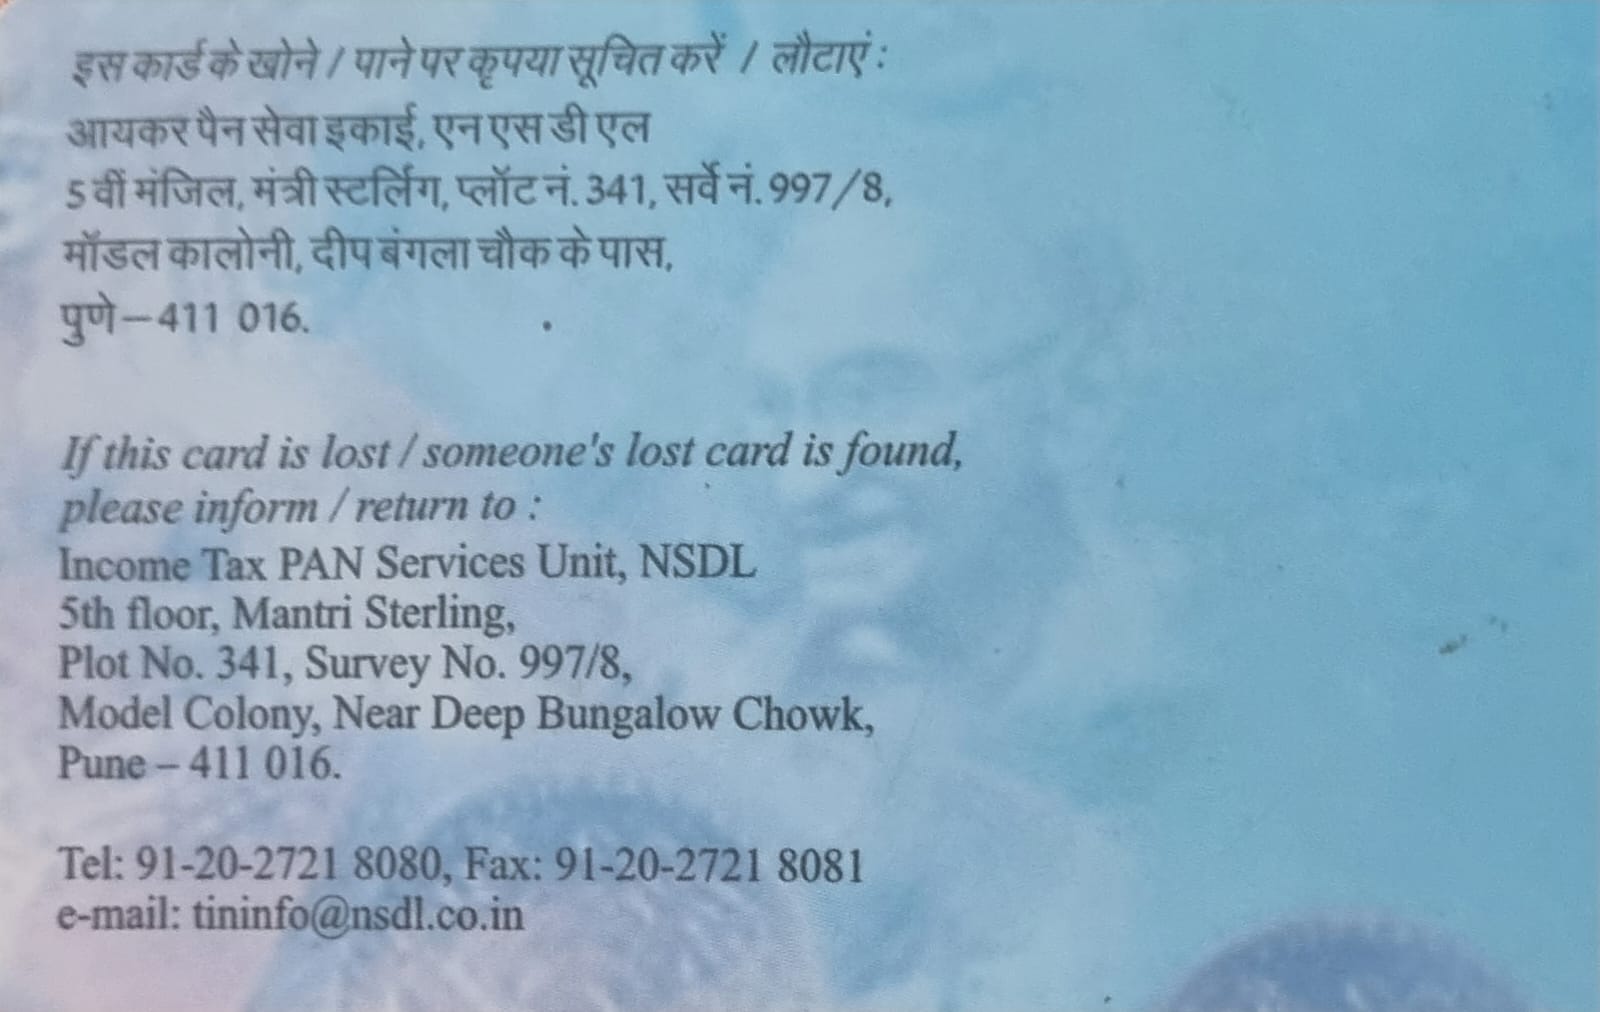 इस कार्ड के खोने / पाने पर कृपया सूचित करें / लौटाएं :
आयकर पैन सेवा इकाई, एन एस डी एल
5 वीं मंजिल, मंत्री स्टर्लिंग, प्लॉट नं. 341, सर्वे नं. 997/8,
मॉडल कालोनी, दीप बंगला चौक के पास,
पुणे – 411 016.
If this card is lost / someone's lost card is found,
please inform / return to :
Income Tax PAN Services Unit, NSDL
5th floor, Mantri Sterling,
Plot No. 341, Survey No. 997/8,
Model Colony, Near Deep Bungalow Chowk,
Pune – 411 016.
Tel: 91-20-2721 8080, Fax: 91-20-2721 8081
e-mail: tininfo@nsdl.co.in